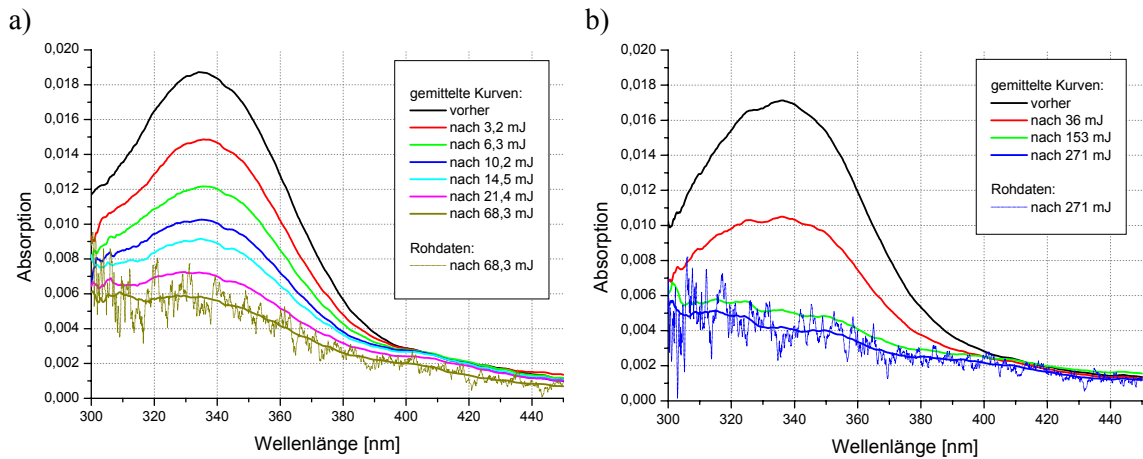 a)
0,020
0,018
0,016
0,014
0,012
0,010
0,008
0,006
0,004
0,002
0,000
Absorption
300 320 340 360 380 400 420 440
Wellenlänge [nm]
gemittelte Kurven:
vorher
nach 3,2 mJ
nach 6,3 mJ
nach 10,2 mJ
nach 14,5 mJ
nach 21,4 mJ
nach 68,3 mJ
Rohdaten:
nach 68,3 mJ
b)
0,020
0,018
0,016
0,014
0,012
0,010
0,008
0,006
0,004
0,002
0,000
Absorption
300 320 340 360 380 400 420 440
Wellenlänge [nm]
gemittelte Kurven:
vorher
nach 36 mJ
nach 153 mJ
nach 271 mJ
Rohdaten:
nach 271 mJ